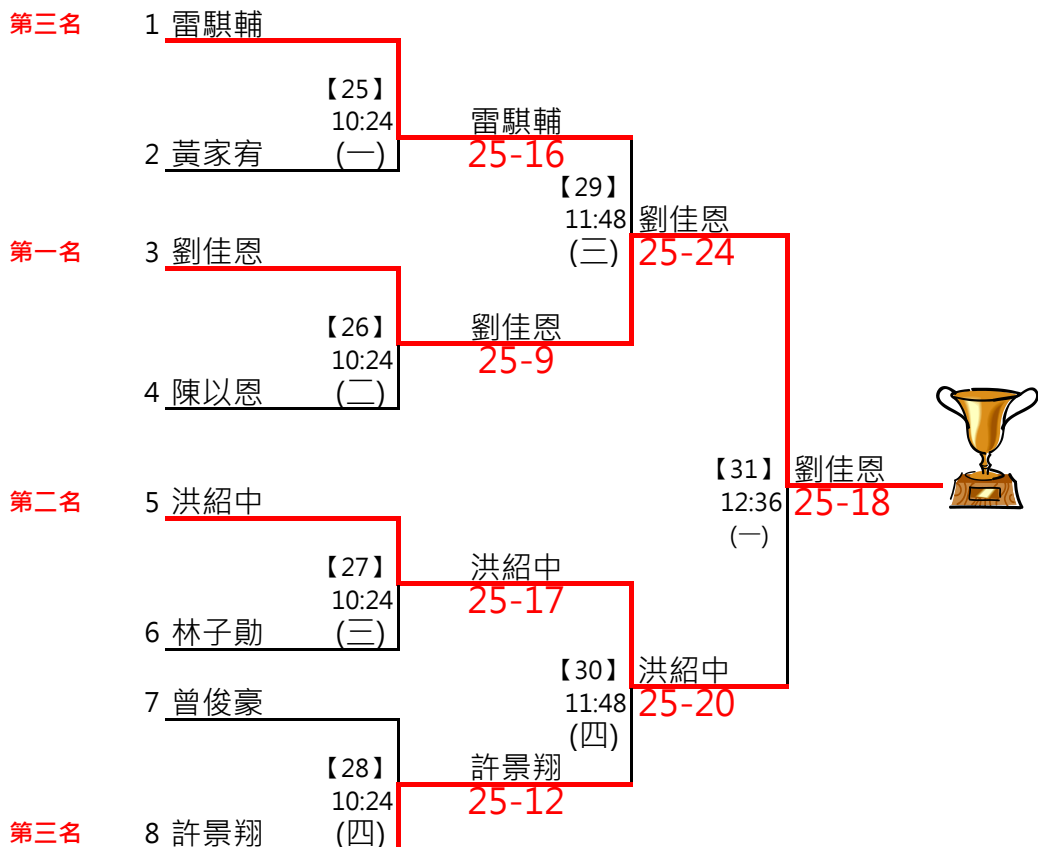 第三名 1 雷騏輔
【25】
10:24 雷騏輔
2 黃家宥 (一) 25-16
【29】
11:48 劉佳恩
第一名 3 劉佳恩 (三) 25-24
【26】 劉佳恩
10:24 25-9
4 陳以恩 (二)
【31】 劉佳恩
第二名 5 洪紹中 12:36 25-18
(一)
【27】 洪紹中
10:24 25-17
6 林子勛 (三)
【30】 洪紹中
7 曾俊豪 11:48 25-20
(四)
【28】 許景翔
10:24 25-12
第三名 8 許景翔 (四)